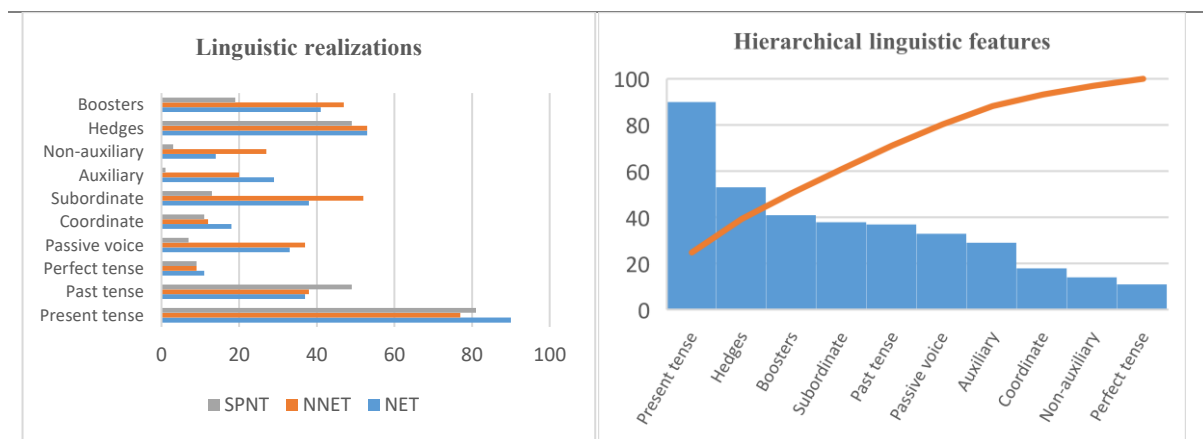 Linguistic realizations
Boosters
Hedges
Non-auxiliary
Auxiliary
Subordinate
Coordinate
Passive voice
Perfect tense
Past tense
Present tense
0 20 40 60 80 100
SPNT NNET NET
Hierarchical linguistic features
100
80
60
40
20
0
Present tense
Hedges
Boosters
Subordinate
Past tense
Passive voice
Auxiliary
Coordinate
Non-auxiliary
Perfect tense